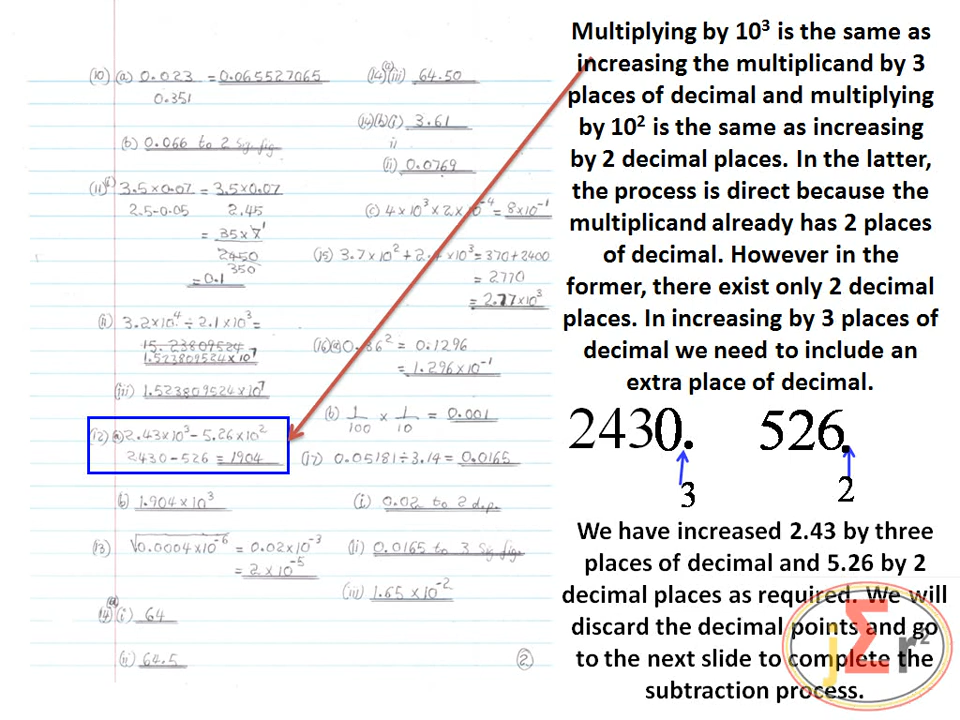 (10) (a) 0.023 = 0.065527065
0.351
(b) 0.066 to 2 sig fig
(11)(i) 3.5×0.07 = 3.5×0.07
2.5-0.05 2.45
= 35 × 7 1
2450
350
= 0.1
(ii) 3.2×10⁴ ÷ 2.1×10³ =
15.23809524
1.523809524×10⁷
(iii) 1.523809524×10⁷
(12) (a) 2.43×10³ - 5.26×10²
2430 - 526 = 1904
(b) 1.904 × 10³
(13) √0.0004×10⁻⁶ = 0.02×10⁻³
= 2 × 10⁻⁵
(14)(a)(i) 64
(ii) 64.5
(14)(a)(iii) 64.50
(14)(b)(i) 3.61
ii
(ii) 0.0769
(c) 4×10³ × 2× 10⁻⁴ = 8×10⁻¹
(15) 3.7×10² + 2.4×10³ = 370 + 2400
= 2770
= 2.77×10³
(16)(a) 0.36² = 0.1296
= 1.296×10⁻¹
(b) 1 × 1 = 0.001
100 10
(17) 0.05181 ÷ 3.14 = 0.0165
(i) 0.02 to 2 d.p.
(ii) 0.0165 to 3 sig figs
(iii) 1.65 × 10⁻²
(2)
Multiplying by 10³ is the same as
increasing the multiplicand by 3
places of decimal and multiplying
by 10² is the same as increasing
by 2 decimal places. In the latter,
the process is direct because the
multiplicand already has 2 places
of decimal. However in the
former, there exist only 2 decimal
places. In increasing by 3 places of
decimal we need to include an
extra place of decimal.
2430. 526.
3 2
We have increased 2.43 by three
places of decimal and 5.26 by 2
decimal places as required. We will
discard the decimal points and go
to the next slide to complete the
subtraction process.
jΣr²